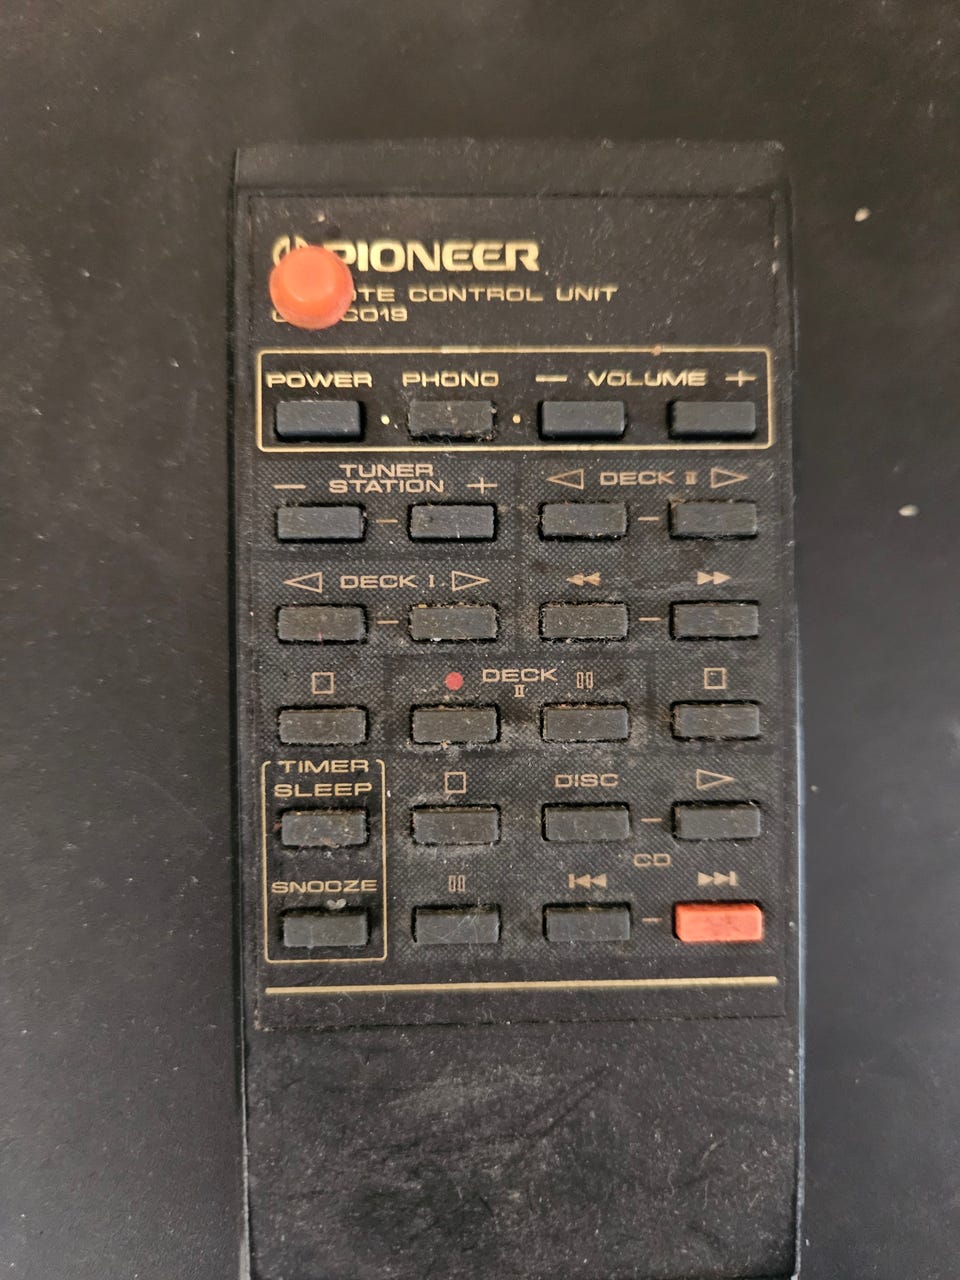 PIONEER
CONTROL UNIT
POWER PHONO — VOLUME +
TUNER
— STATION +
DECK II
DECK I
DECK
II
TIMER
SLEEP
DISC
CD
SNOOZE